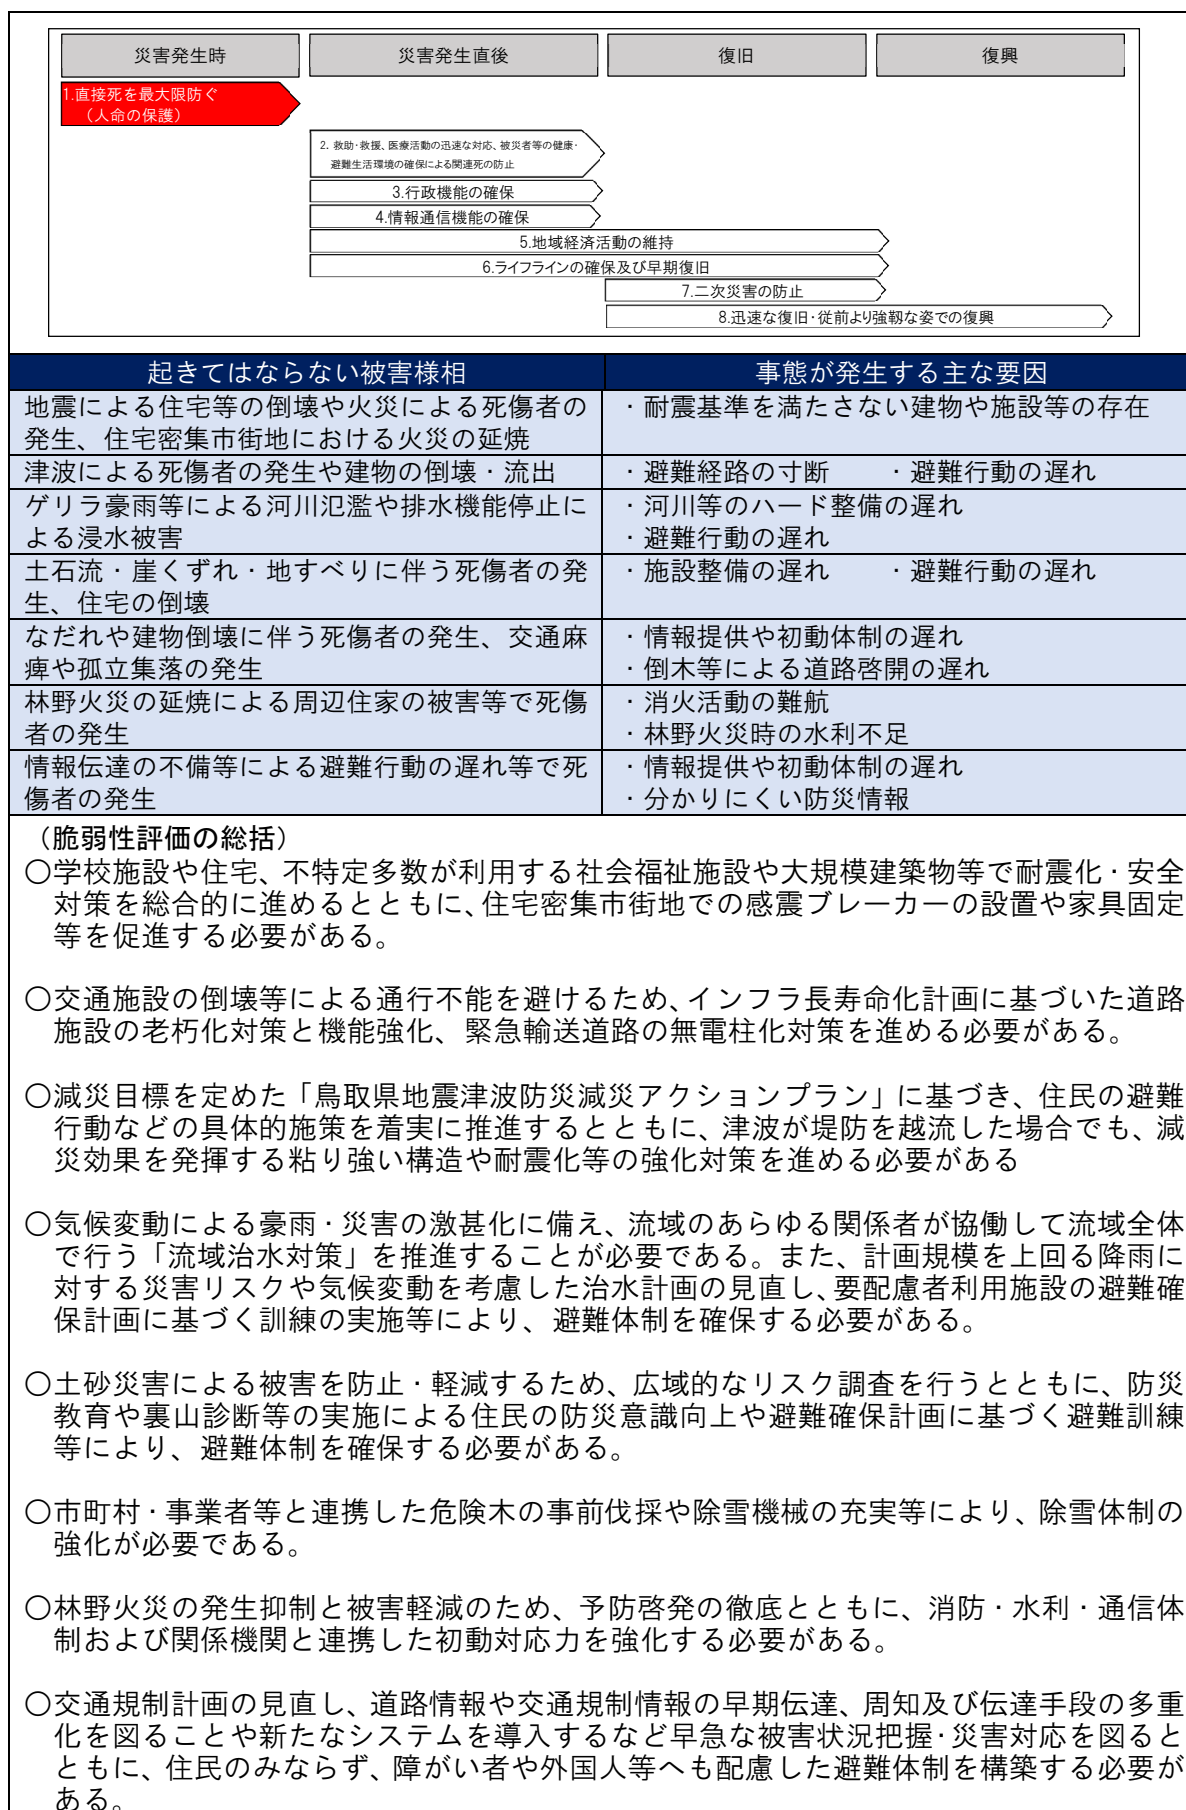 災害発生時
災害発生直後
復旧
復興
1.直接死を最大限防ぐ
（人命の保護）
2. 救助・救援、医療活動の迅速な対応、被災者等の健康・
避難生活環境の確保による関連死の防止
3.行政機能の確保
4.情報通信機能の確保
5.地域経済活動の維持
6.ライフラインの確保及び早期復旧
7.二次災害の防止
8.迅速な復旧・従前より強靱な姿での復興
起きてはならない被害様相
事態が発生する主な要因
地震による住宅等の倒壊や火災による死傷者の
発生、住宅密集市街地における火災の延焼
・耐震基準を満たさない建物や施設等の存在
津波による死傷者の発生や建物の倒壊・流出
・避難経路の寸断　　・避難行動の遅れ
ゲリラ豪雨等による河川氾濫や排水機能停止に
よる浸水被害
・河川等のハード整備の遅れ
・避難行動の遅れ
土石流・崖くずれ・地すべりに伴う死傷者の発
生、住宅の倒壊
・施設整備の遅れ　　・避難行動の遅れ
なだれや建物倒壊に伴う死傷者の発生、交通麻
痺や孤立集落の発生
・情報提供や初動体制の遅れ
・倒木等による道路啓開の遅れ
林野火災の延焼による周辺住家の被害等で死傷
者の発生
・消火活動の難航
・林野火災時の水利不足
情報伝達の不備等による避難行動の遅れ等で死
傷者の発生
・情報提供や初動体制の遅れ
・分かりにくい防災情報
（脆弱性評価の総括）
○学校施設や住宅、不特定多数が利用する社会福祉施設や大規模建築物等で耐震化・安全
対策を総合的に進めるとともに、住宅密集市街地での感震ブレーカーの設置や家具固定
等を促進する必要がある。
○交通施設の倒壊等による通行不能を避けるため、インフラ長寿命化計画に基づいた道路
施設の老朽化対策と機能強化、緊急輸送道路の無電柱化対策を進める必要がある。
○減災目標を定めた「鳥取県地震津波防災減災アクションプラン」に基づき、住民の避難
行動などの具体的施策を着実に推進するとともに、津波が堤防を越流した場合でも、減
災効果を発揮する粘り強い構造や耐震化等の強化対策を進める必要がある
○気候変動による豪雨・災害の激甚化に備え、流域のあらゆる関係者が協働して流域全体
で行う「流域治水対策」を推進することが必要である。また、計画規模を上回る降雨に
対する災害リスクや気候変動を考慮した治水計画の見直し、要配慮者利用施設の避難確
保計画に基づく訓練の実施等により、避難体制を確保する必要がある。
○土砂災害による被害を防止・軽減するため、広域的なリスク調査を行うとともに、防災
教育や裏山診断等の実施による住民の防災意識向上や避難確保計画に基づく避難訓練
等により、避難体制を確保する必要がある。
○市町村・事業者等と連携した危険木の事前伐採や除雪機械の充実等により、除雪体制の
強化が必要である。
○林野火災の発生抑制と被害軽減のため、予防啓発の徹底とともに、消防・水利・通信体
制および関係機関と連携した初動対応力を強化する必要がある。
○交通規制計画の見直し、道路情報や交通規制情報の早期伝達、周知及び伝達手段の多重
化を図ることや新たなシステムを導入するなど早急な被害状況把握・災害対応を図ると
ともに、住民のみならず、障がい者や外国人等へも配慮した避難体制を構築する必要が
ある。